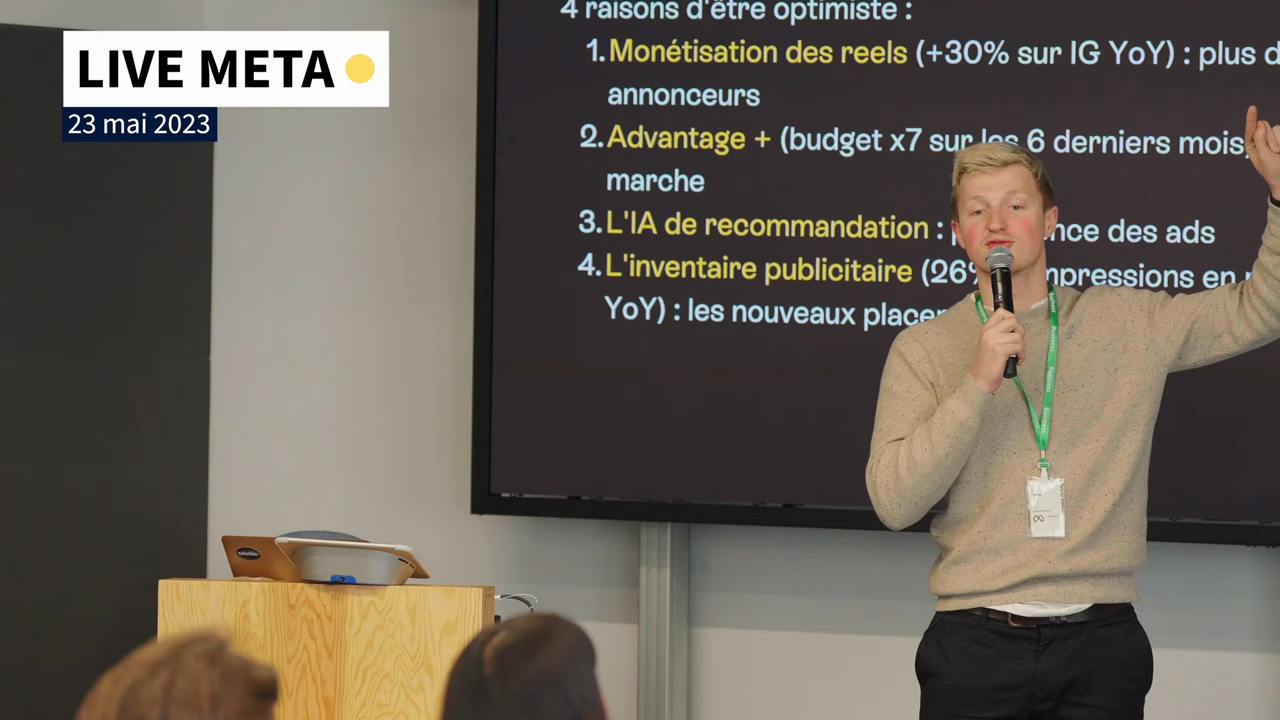 LIVE META
23 mai 2023
4 raisons d'être optimiste :
1. Monétisation des reels (+30% sur IG YoY) : plus d
annonceurs
2. Advantage + (budget x7 sur les 6 derniers mois)
marche
3. L'IA de recommandation : nce des ads
4. L'inventaire publicitaire (26% mpressions en
YoY) : les nouveaux placem